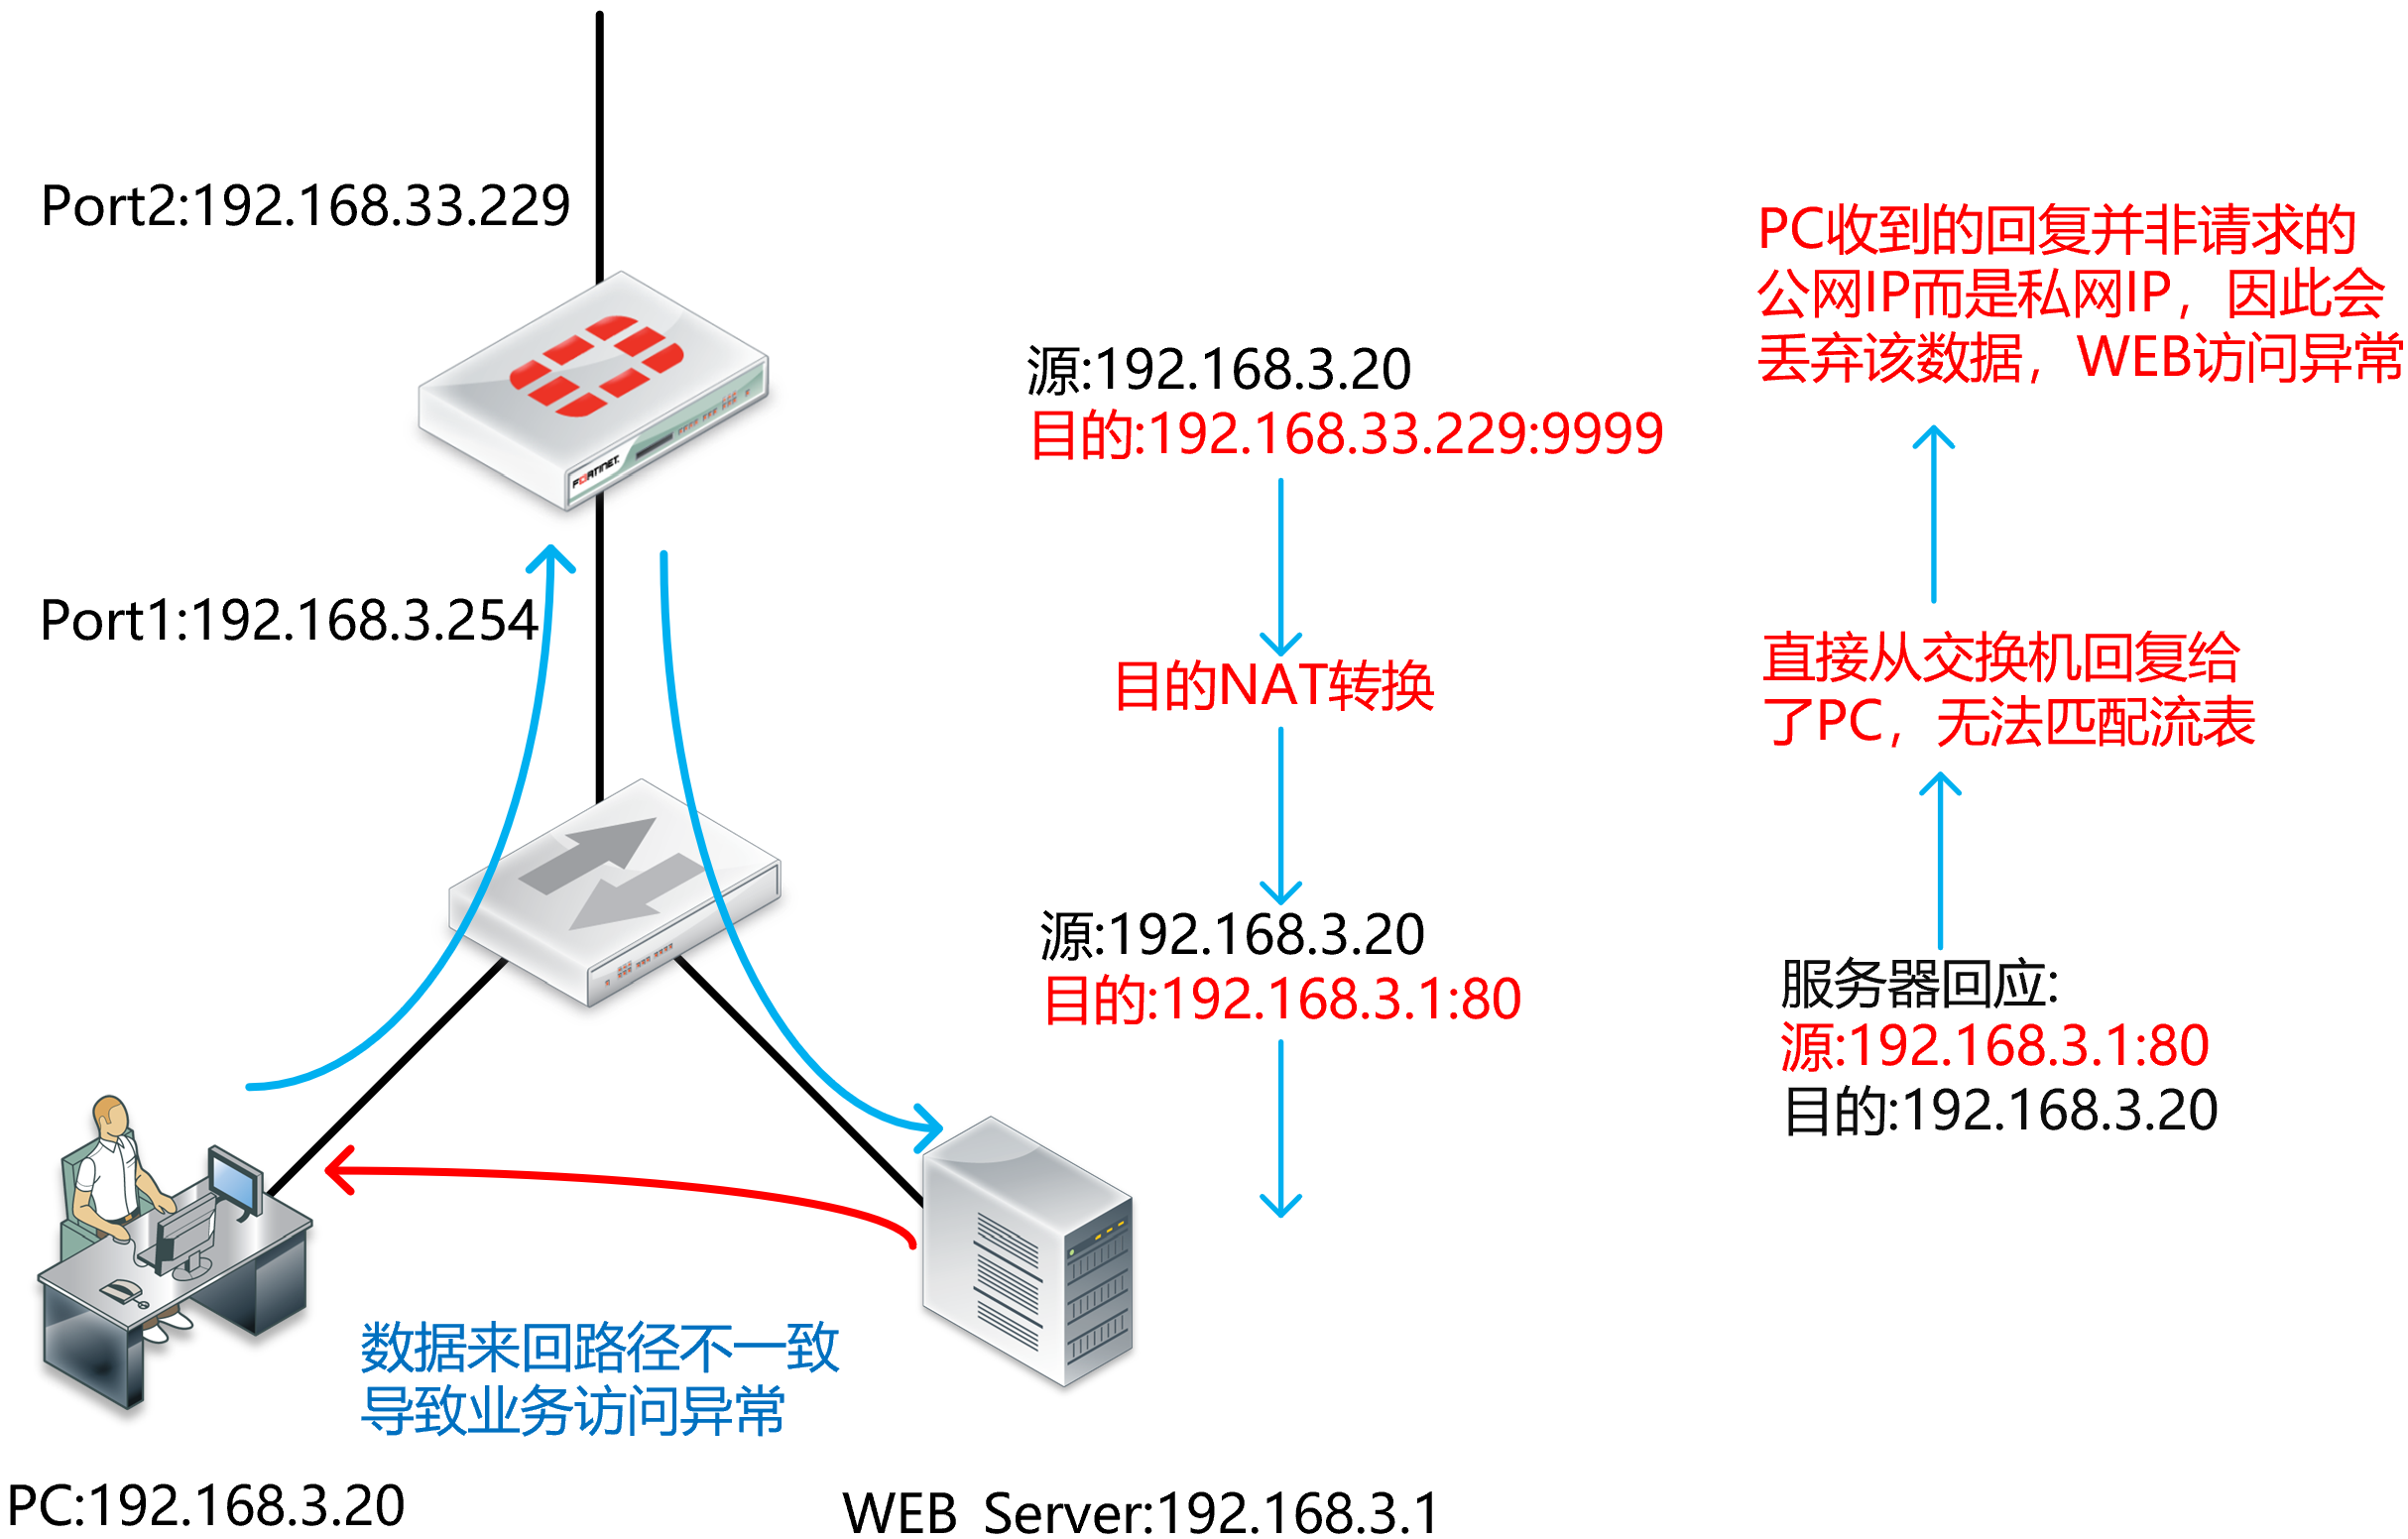 Port2:192.168.33.229
FORTINET
Port1:192.168.3.254
数据来回路径不一致
导致业务访问异常
PC:192.168.3.20
WEB Server:192.168.3.1
源:192.168.3.20
目的:192.168.33.229:9999
目的NAT转换
源:192.168.3.20
目的:192.168.3.1:80
PC收到的回复并非请求的
公网IP而是私网IP，因此会
丢弃该数据，WEB访问异常
直接从交换机回复给
了PC，无法匹配流表
服务器回应:
源:192.168.3.1:80
目的:192.168.3.20